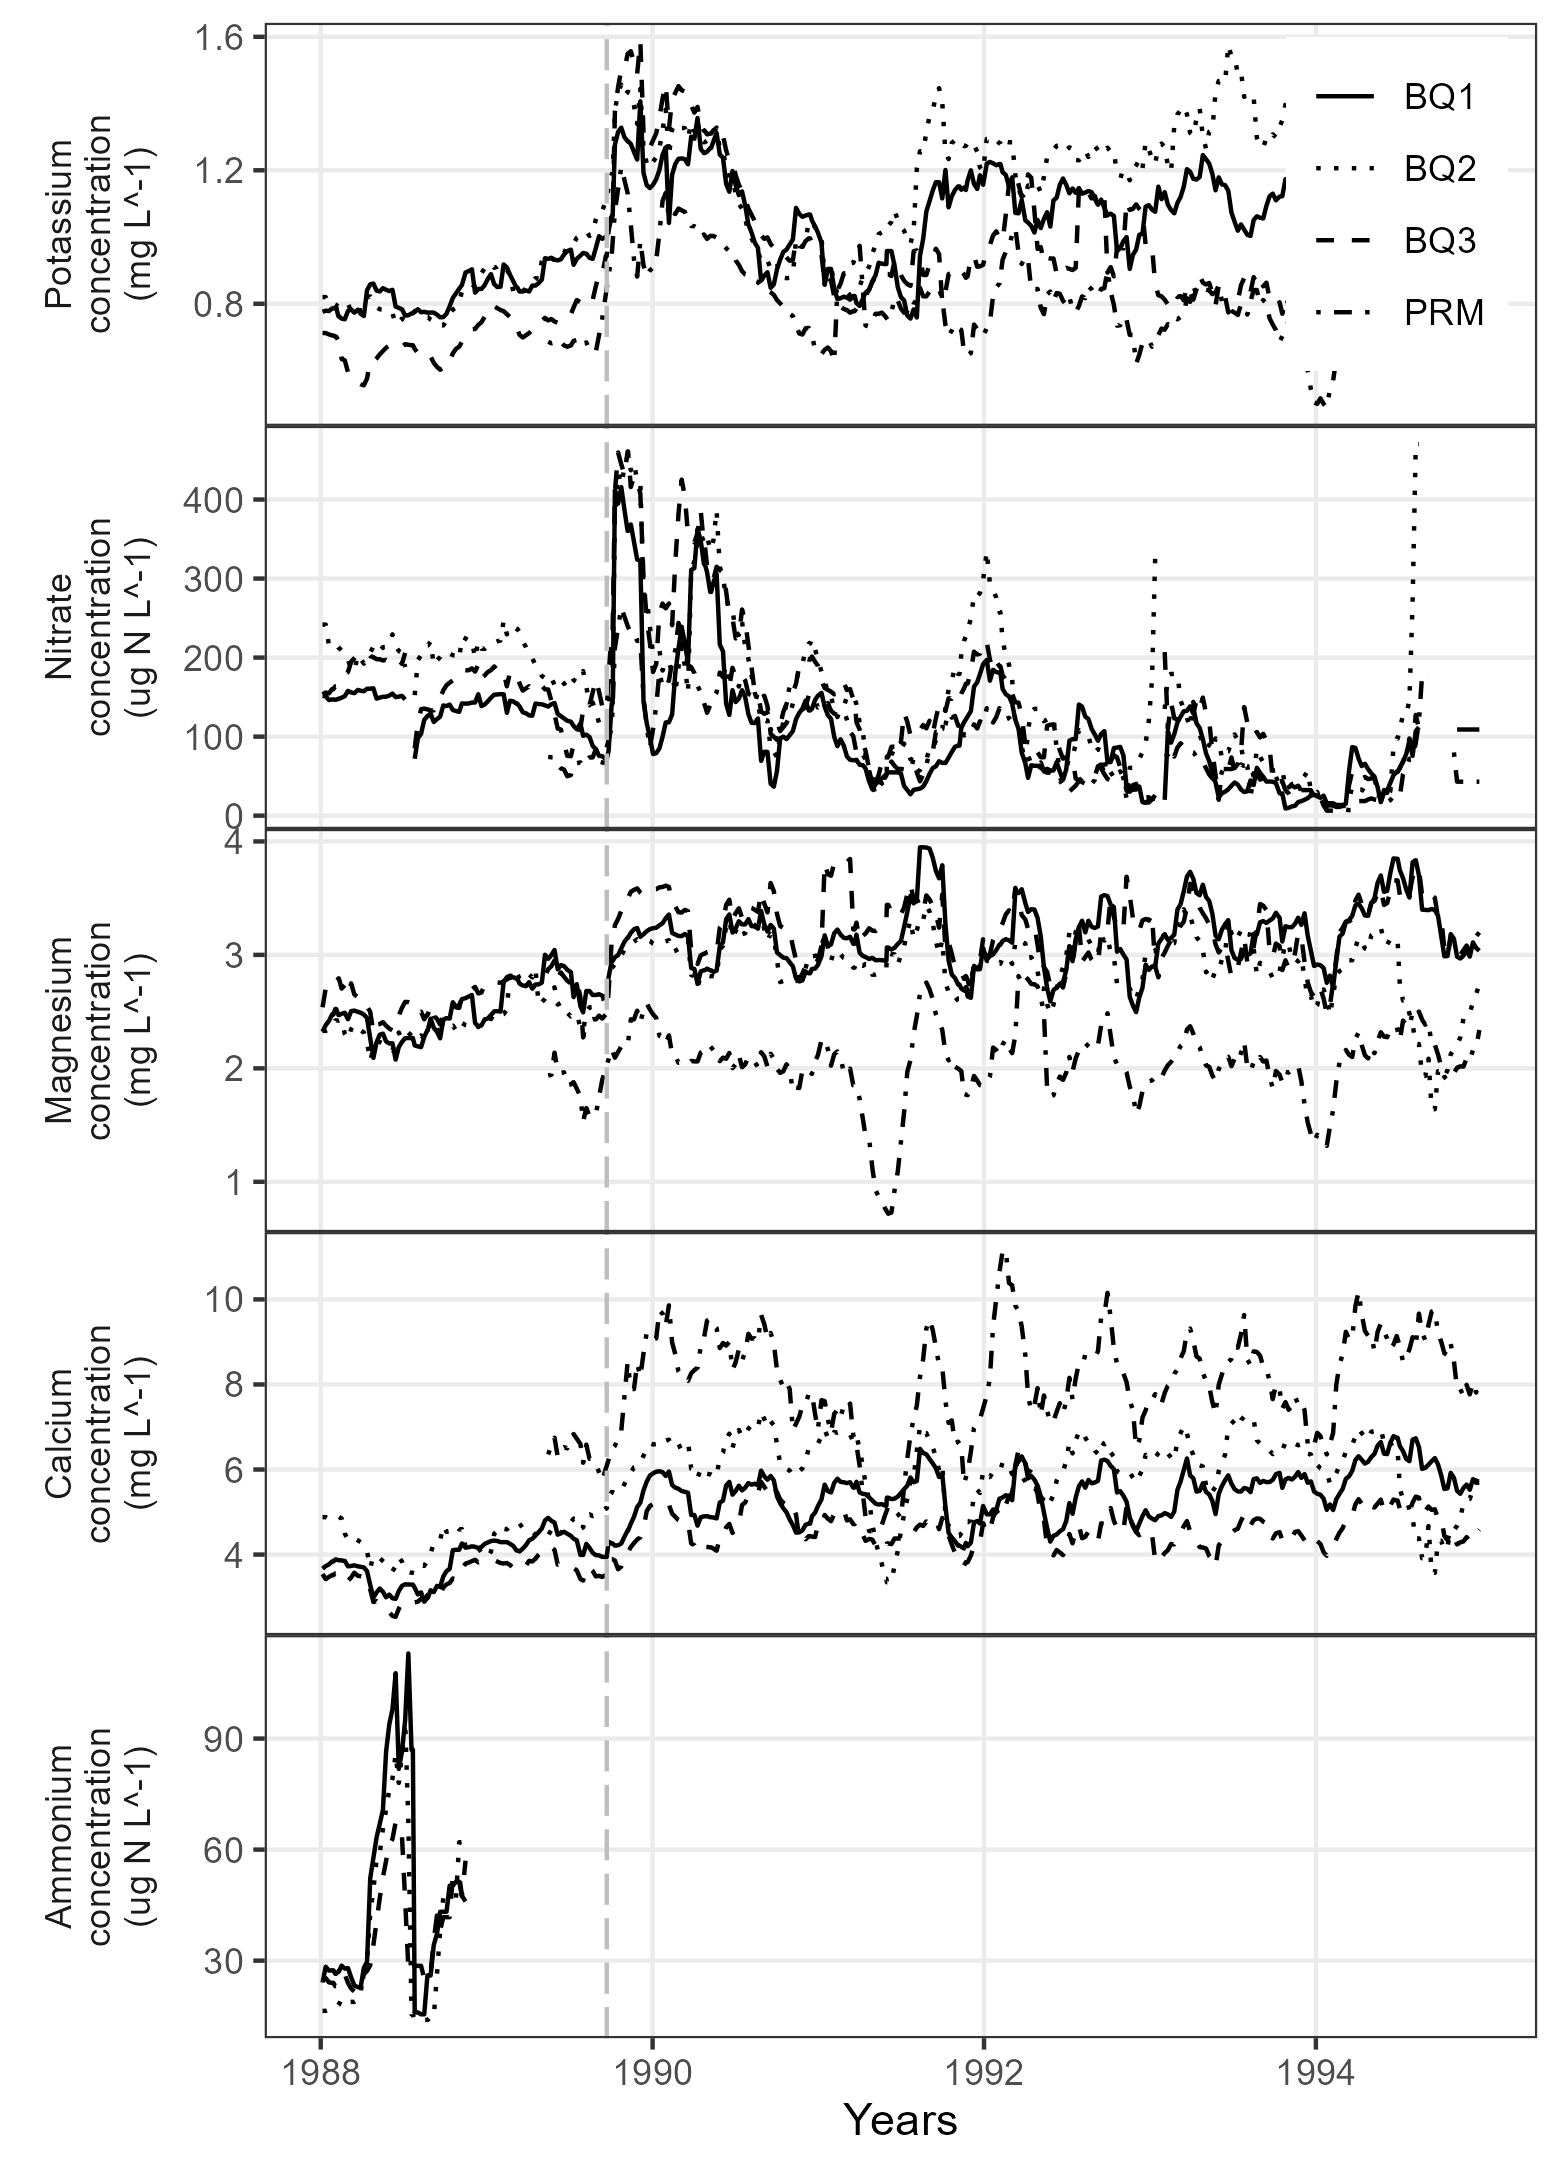 Potassium
concentration
(mg L^-1)
1.6
1.2
0.8
BQ1
BQ2
BQ3
PRM
Nitrate
concentration
(ug N L^-1)
400
300
200
100
0
Magnesium
concentration
(mg L^-1)
4
3
2
1
Calcium
concentration
(mg L^-1)
10
8
6
4
Ammonium
concentration
(ug N L^-1)
90
60
30
1988 1990 1992 1994
Years